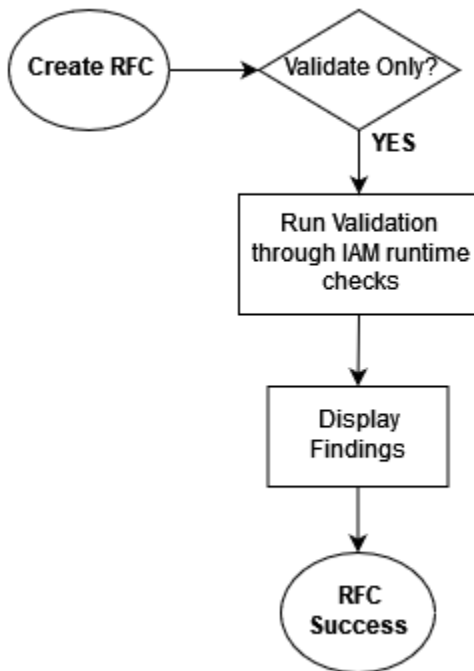 Create RFC
Validate Only?
YES
Run Validation
through IAM runtime
checks
Display
Findings
RFC
Success